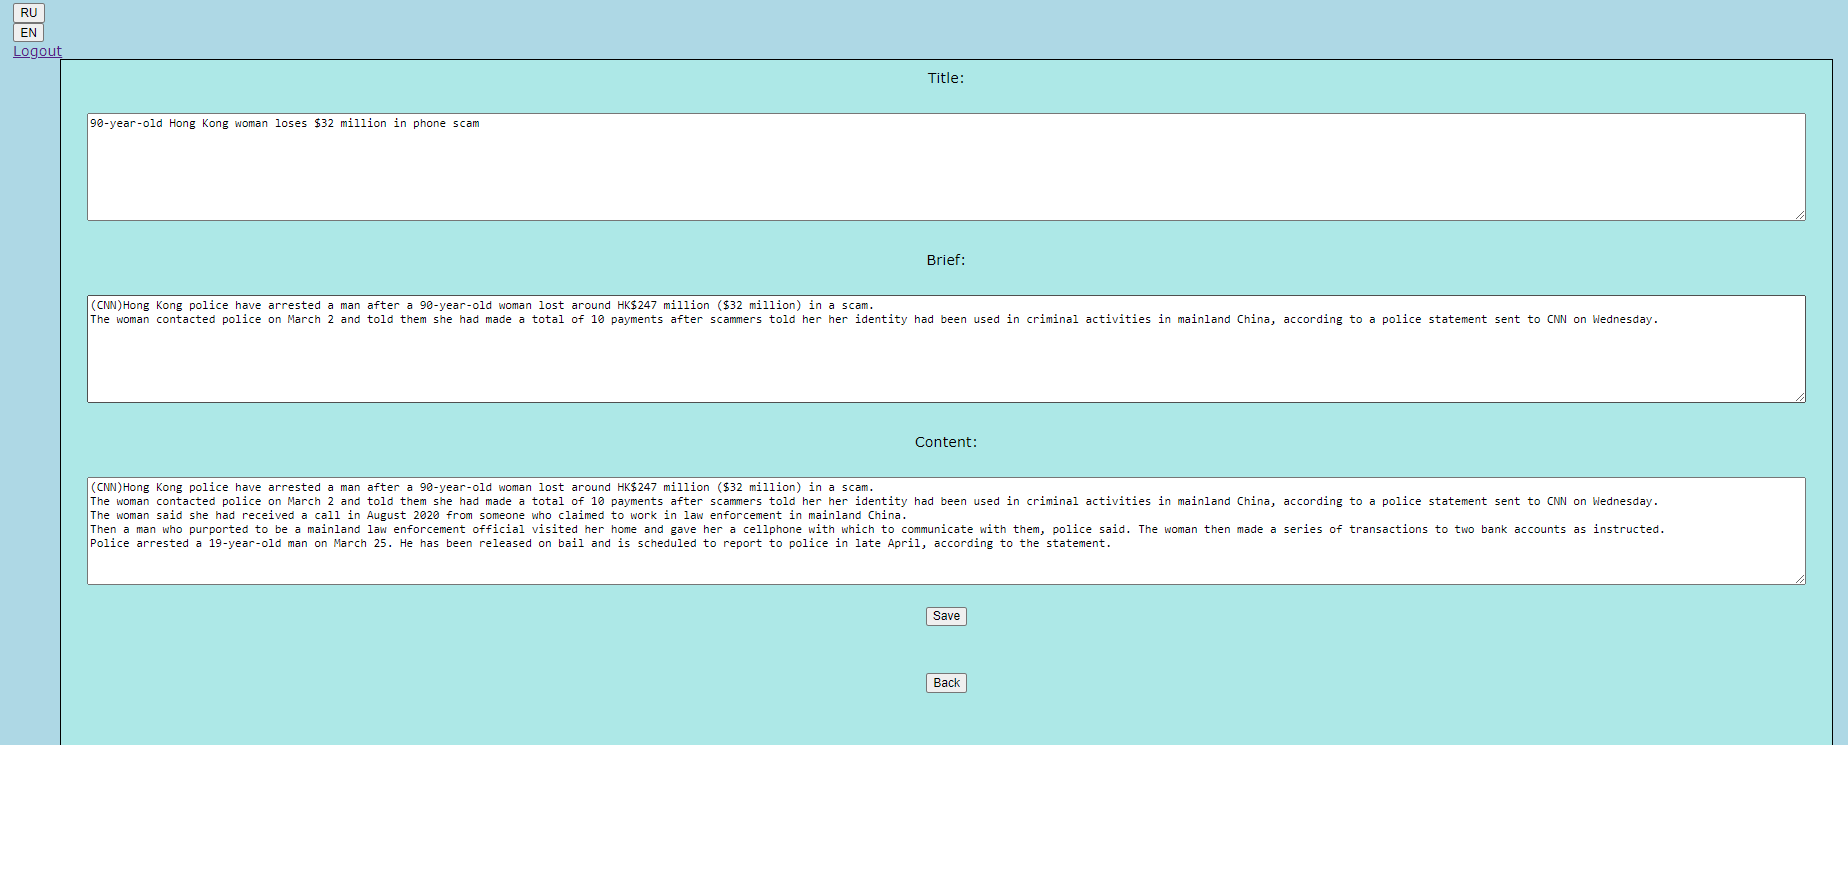 RU
EN
Logout
Title:
90-year-old Hong Kong woman loses $32 million in phone scam
Brief:
(CNN)Hong Kong police have arrested a man after a 90-year-old woman lost around HK$247 million ($32 million) in a scam.
The woman contacted police on March 2 and told them she had made a total of 10 payments after scammers told her her identity had been used in criminal activities in mainland China, according to a police statement sent to CNN on Wednesday.
Content:
(CNN)Hong Kong police have arrested a man after a 90-year-old woman lost around HK$247 million ($32 million) in a scam.
The woman contacted police on March 2 and told them she had made a total of 10 payments after scammers told her her identity had been used in criminal activities in mainland China, according to a police statement sent to CNN on Wednesday.
The woman said she had received a call in August 2020 from someone who claimed to work in law enforcement in mainland China.
Then a man who purported to be a mainland law enforcement official visited her home and gave her a cellphone with which to communicate with them, police said. The woman then made a series of transactions to two bank accounts as instructed.
Police arrested a 19-year-old man on March 25. He has been released on bail and is scheduled to report to police in late April, according to the statement.
Save
Back